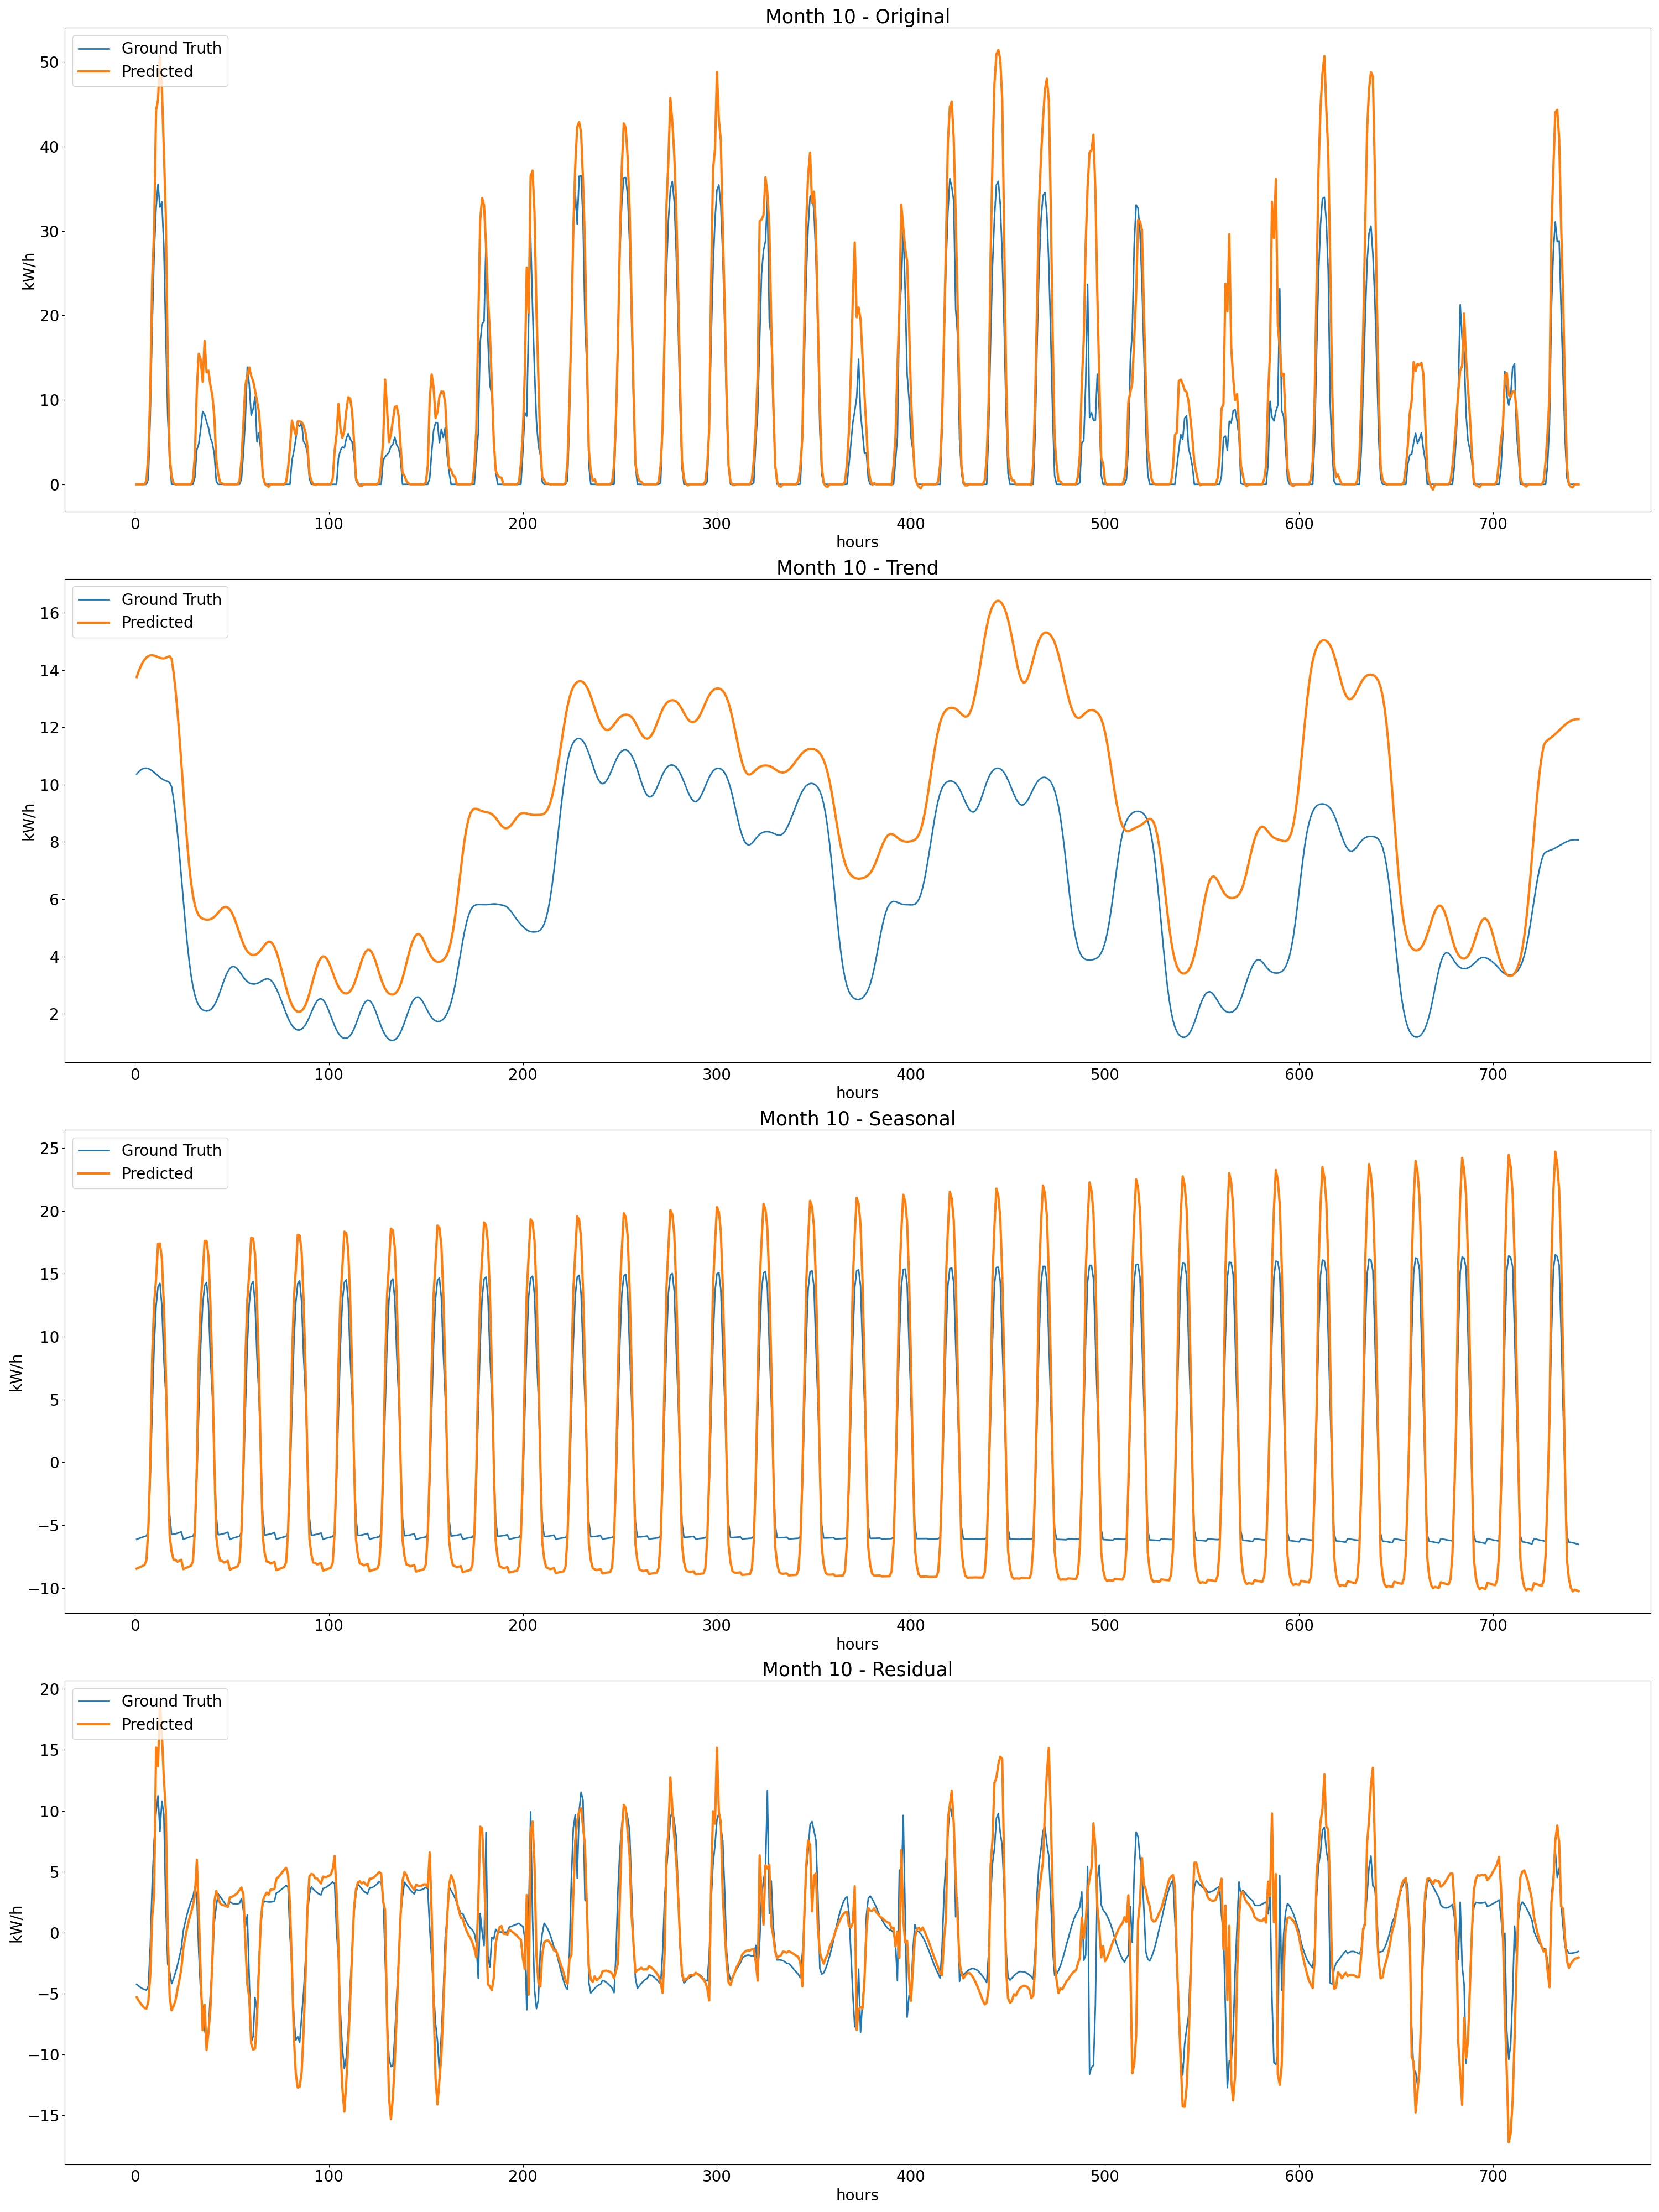 Month 10 - Original
Ground Truth
Predicted
50
40
30
20
10
0
kW/h
0 100 200 300 400 500 600 700
hours
Month 10 - Trend
Ground Truth
Predicted
16
14
12
10
8
6
4
2
kW/h
0 100 200 300 400 500 600 700
hours
Month 10 - Seasonal
Ground Truth
Predicted
25
20
15
10
5
0
−5
−10
kW/h
0 100 200 300 400 500 600 700
hours
Month 10 - Residual
Ground Truth
Predicted
20
15
10
5
0
−5
−10
−15
kW/h
0 100 200 300 400 500 600 700
hours